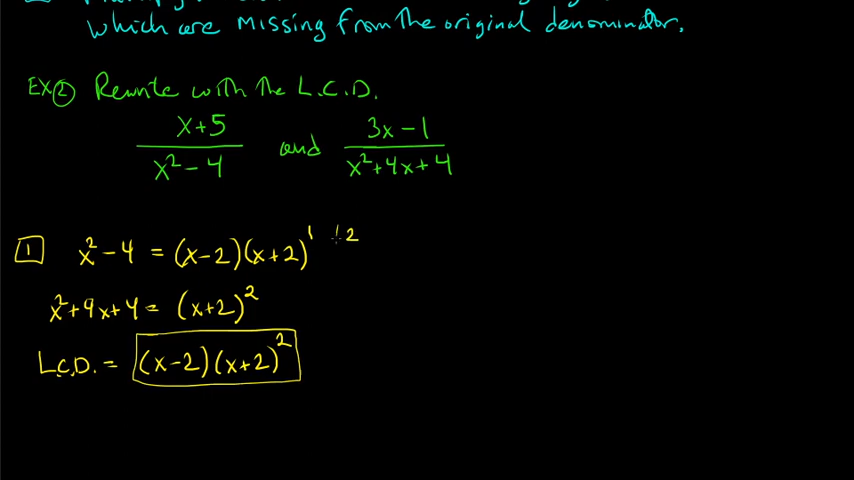 which are missing from the original denominator.
EX② Rewrite with the L.C.D.
x+5 / x²-4 and 3x-1 / x²+4x+4
1 x²-4 = (x-2)(x+2)¹ 2
x²+4x+4 = (x+2)²
L.C.D. = (x-2)(x+2)²